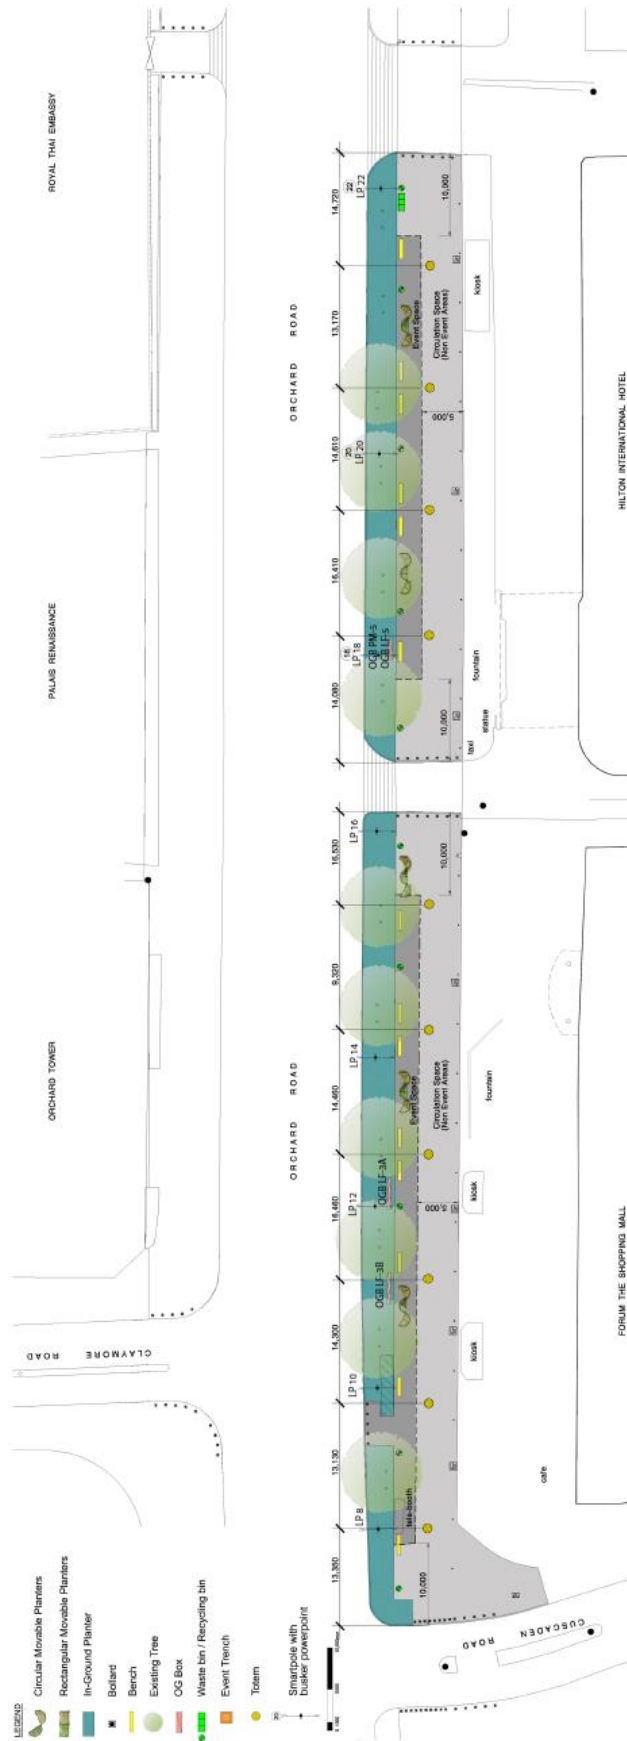 ROYAL THAI EMBASSY
PALAIS RENAISSANCE
ORCHARD TOWER
CLAYMORE ROAD
ORCHARD ROAD
ORCHARD ROAD
14,720
13,170
14,610
16,410
14,080
16,530
9,320
14,460
16,460
14,300
13,130
13,350
22
LP 22
20
LP 20
18
LP 18
OGB PM-5
OGB LF-5
LP 16
LP 14
LP 12
OGB LF-3A
OGB LF-3B
LP 10
LP 8
tele-booth
10,000
Event Space
Circulation Space
(Non Event Areas)
5,000
10,000
10,000
Event Space
Circulation Space
(Non Event Areas)
5,000
10,000
kiosk
fountain
statue
taxi
fountain
kiosk
kiosk
cafe
HILTON INTERNATIONAL HOTEL
FORUM THE SHOPPING MALL
CUSCADEN ROAD
LEGEND
Circular Movable Planters
Rectangular Movable Planters
In-Ground Planter
Bollard
Bench
Existing Tree
OG Box
Waste bin / Recycling bin
Event Trench
Totem
Smartpole with
busker powerpoint